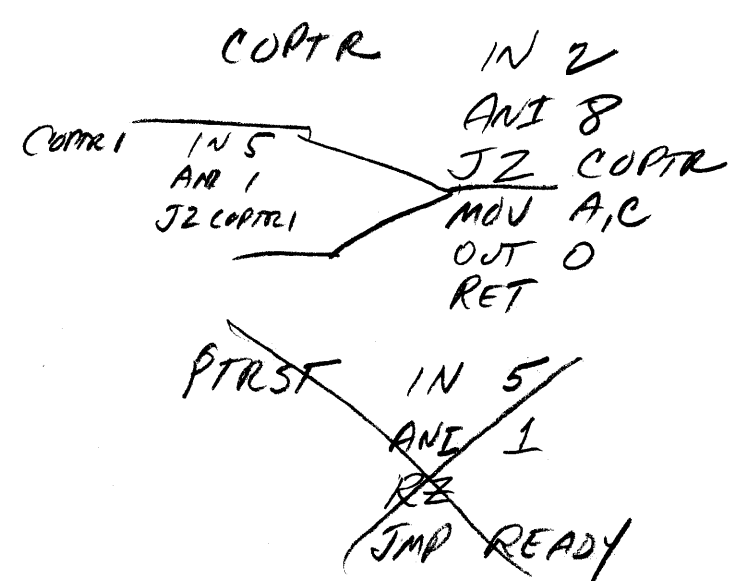 COPTR IN 2
ANI 8
JZ COPTR
COPTR1 IN 5
ANI 1
JZ COPTR1
MOV A,C
OUT 0
RET
PTRST IN 5
ANI 1
RZ
JMP READY